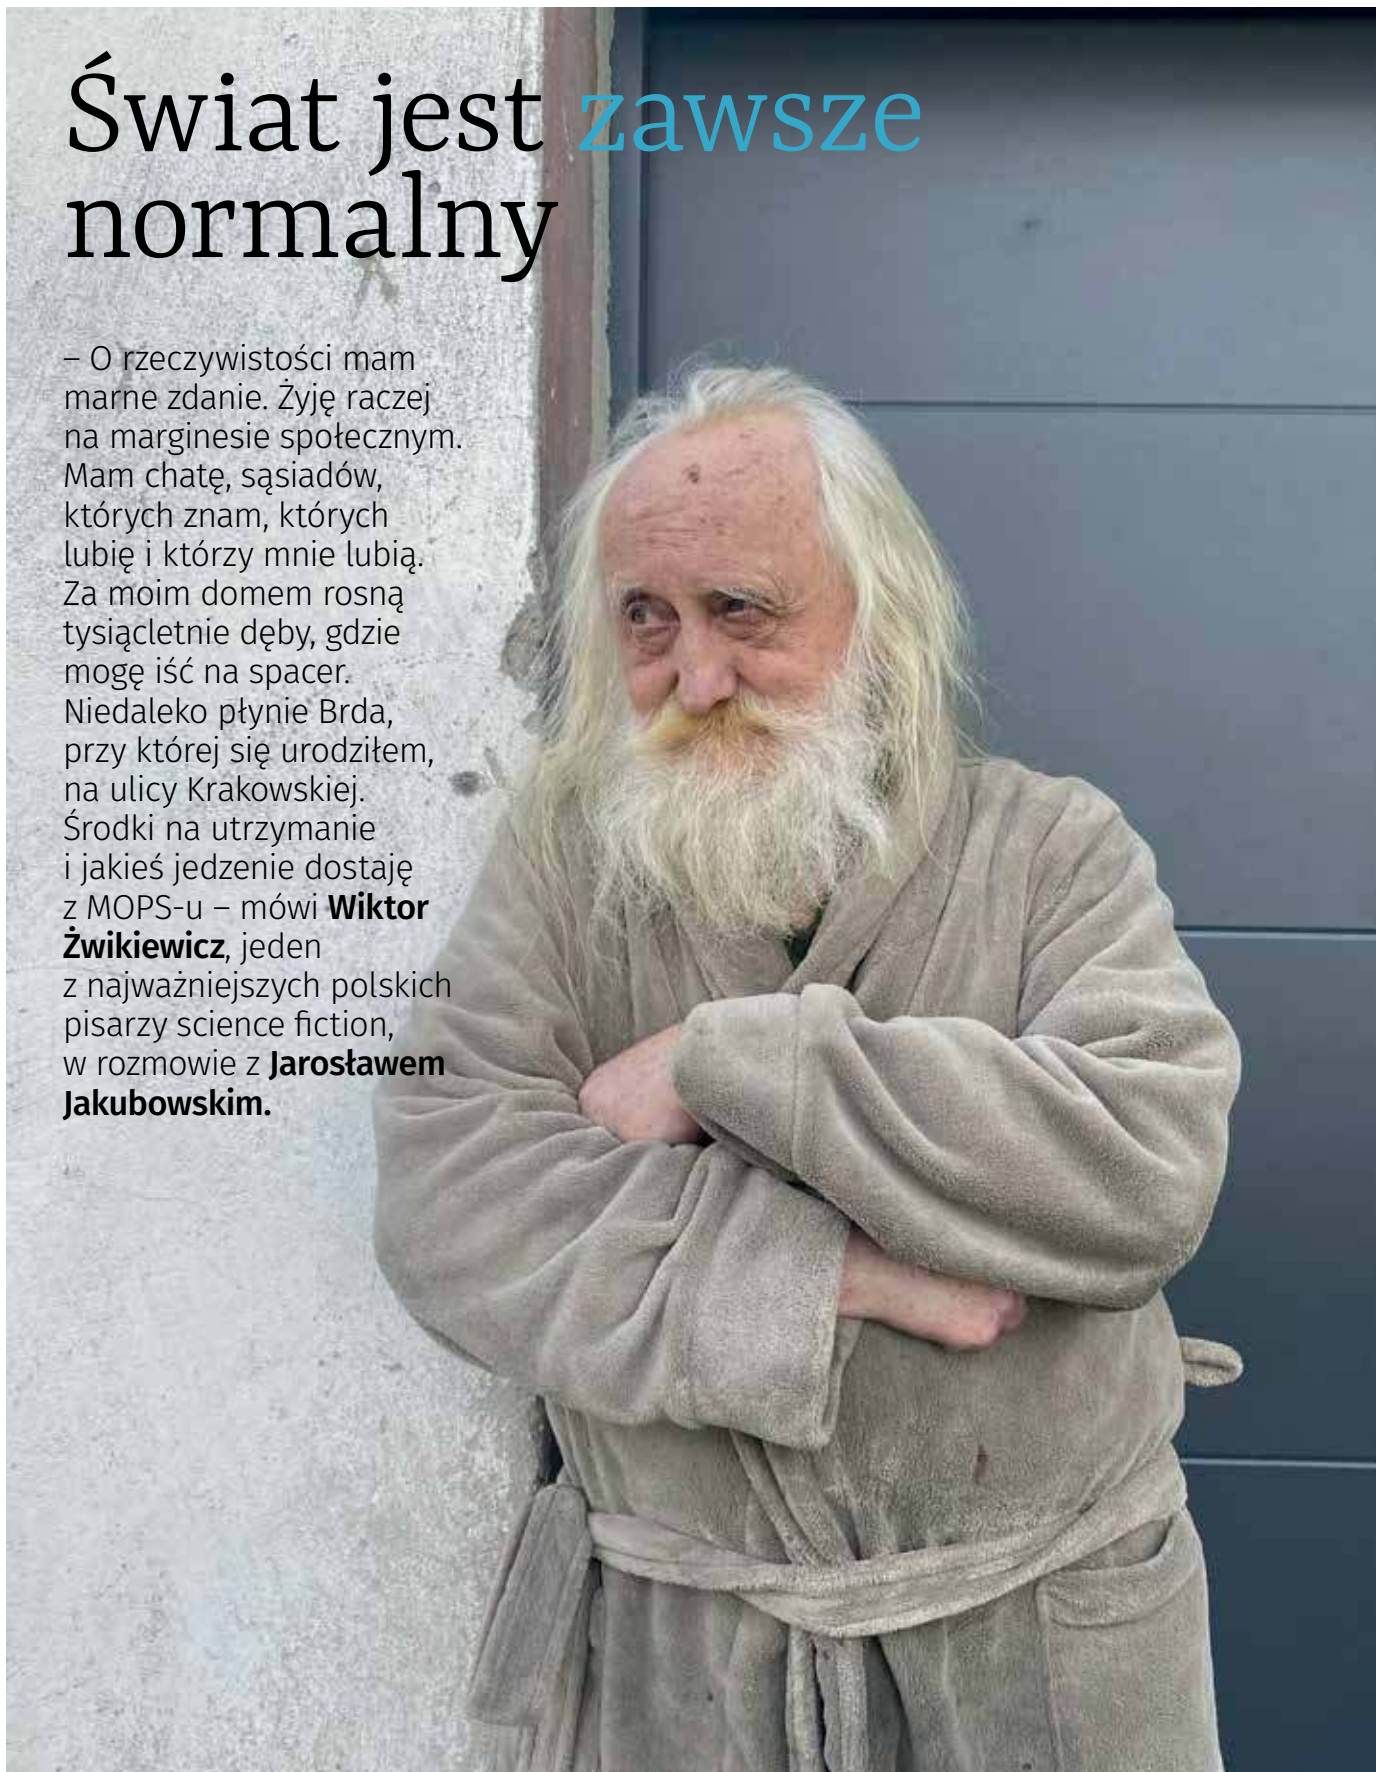 Świat jest zawsze
normalny
– O rzeczywistości mam
marne zdanie. Żyję raczej
na marginesie społecznym.
Mam chatę, sąsiadów,
których znam, których
lubię i którzy mnie lubią.
Za moim domem rosną
tysiącletnie dęby, gdzie
mogę iść na spacer.
Niedaleko płynie Brda,
przy której się urodziłem,
na ulicy Krakowskiej.
Środki na utrzymanie
i jakieś jedzenie dostaję
z MOPS-u – mówi Wiktor
Żwikiewicz, jeden
z najważniejszych polskich
pisarzy science fiction,
w rozmowie z Jarosławem
Jakubowskim.